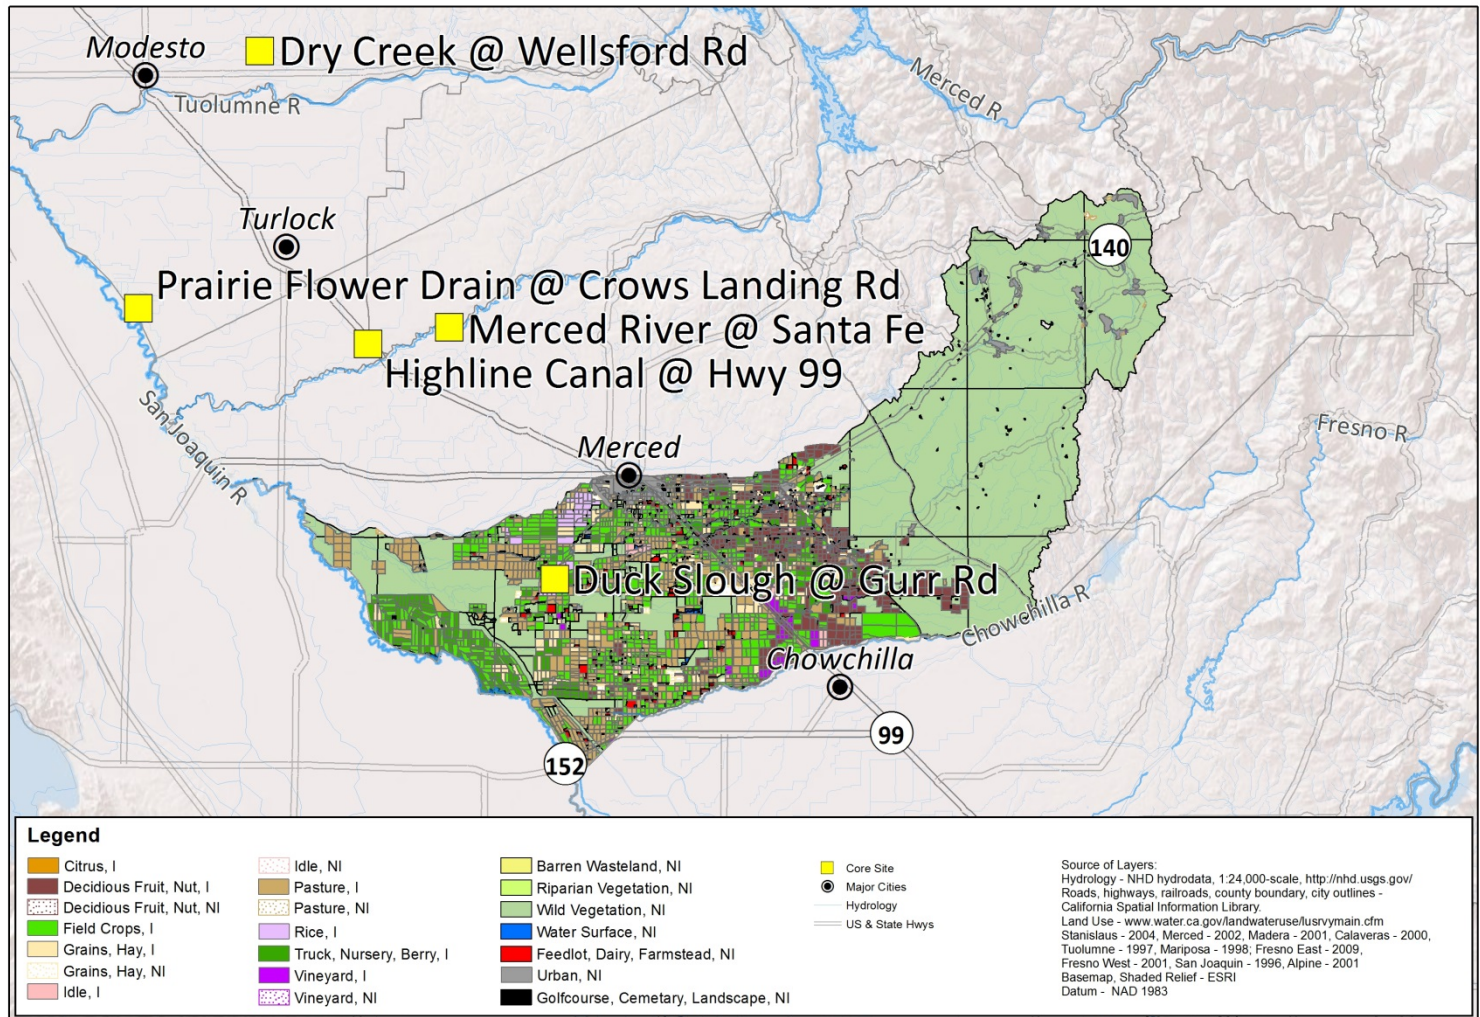 Modesto
Dry Creek @ Wellsford Rd
Tuolumne R
Merced R
Turlock
140
Prairie Flower Drain @ Crows Landing Rd
Merced River @ Santa Fe
Highline Canal @ Hwy 99
San Joaquin R
Merced
Fresno R
Duck Slough @ Gurr Rd
Chowchilla R
Chowchilla
99
152
Legend
Citrus, I
Decidious Fruit, Nut, I
Decidious Fruit, Nut, NI
Field Crops, I
Grains, Hay, I
Grains, Hay, NI
Idle, I
Idle, NI
Pasture, I
Pasture, NI
Rice, I
Truck, Nursery, Berry, I
Vineyard, I
Vineyard, NI
Barren Wasteland, NI
Riparian Vegetation, NI
Wild Vegetation, NI
Water Surface, NI
Feedlot, Dairy, Farmstead, NI
Urban, NI
Golfcourse, Cemetary, Landscape, NI
Core Site
Major Cities
Hydrology
US & State Hwys
Source of Layers:
Hydrology - NHD hydrodata, 1:24,000-scale, http://nhd.usgs.gov/
Roads, highways, railroads, county boundary, city outlines -
California Spatial Information Library.
Land Use - www.water.ca.gov/landwateruse/lusrvymain.cfm
Stanislaus - 2004, Merced - 2002, Madera - 2001, Calaveras - 2000,
Tuolumne - 1997, Mariposa - 1998; Fresno East - 2009,
Fresno West - 2001, San Joaquin - 1996, Alpine - 2001
Basemap, Shaded Relief - ESRI
Datum - NAD 1983